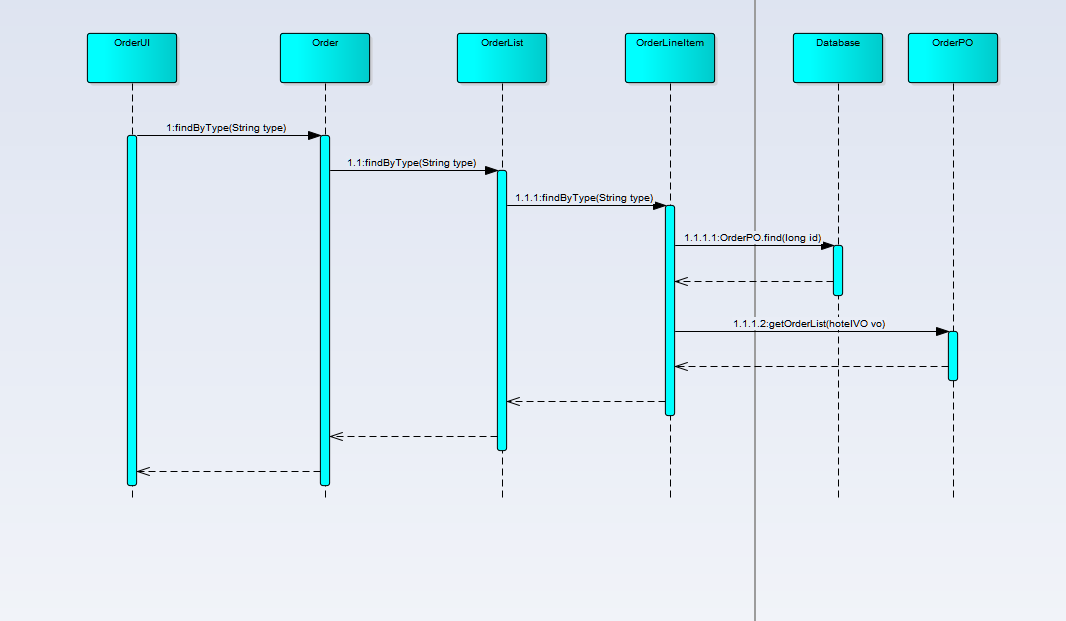 OrderUI
Order
OrderList
OrderLineItem
Database
OrderPO
1:findByType(String type)
1.1:findByType(String type)
1.1.1:findByType(String type)
1.1.1.1:OrderPO.find(long id)
1.1.1.2:getOrderList(hotelVO vo)